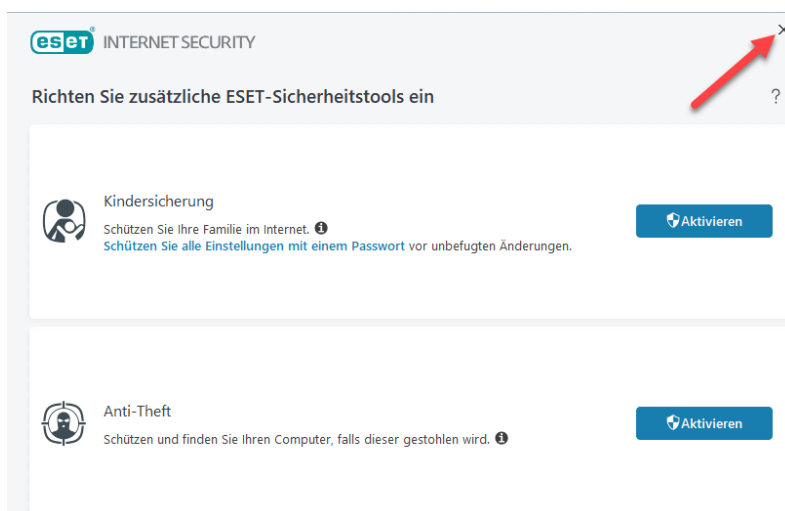 eset® INTERNET SECURITY
Richten Sie zusätzliche ESET-Sicherheitstools ein
?
Kindersicherung
Schützen Sie Ihre Familie im Internet.
Schützen Sie alle Einstellungen mit einem Passwort vor unbefugten Änderungen.
Aktivieren
Anti-Theft
Schützen und finden Sie Ihren Computer, falls dieser gestohlen wird.
Aktivieren